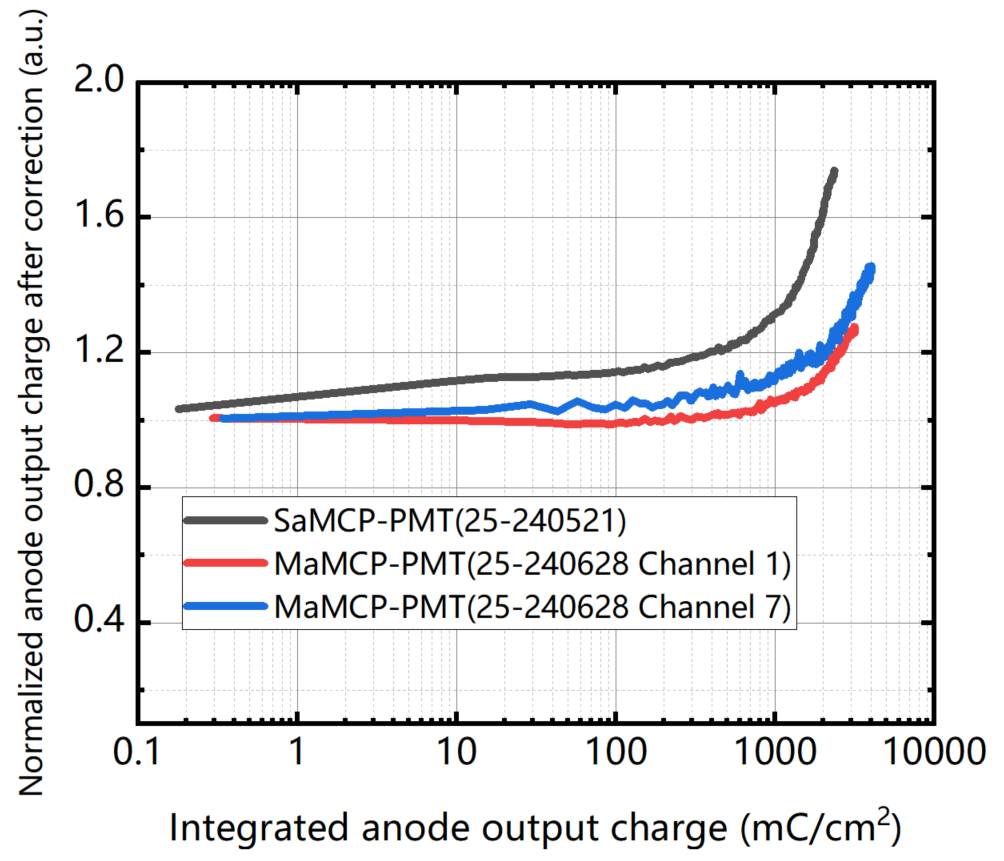 Normalized anode output charge after correction (a.u.)
2.0
1.6
1.2
0.8
0.4
SaMCP-PMT(25-240521)
MaMCP-PMT(25-240628 Channel 1)
MaMCP-PMT(25-240628 Channel 7)
0.1 1 10 100 1000 10000
Integrated anode output charge (mC/cm²)